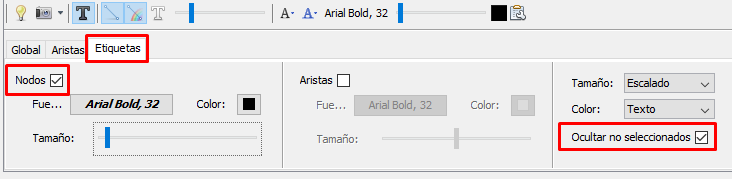 T T A- A- Arial Bold, 32
Global Aristas Etiquetas
Nodos Aristas Tamaño: Escalado
Fue... Arial Bold, 32 Color: Fue... Arial Bold, 32 Color: Color: Texto
Tamaño: Tamaño: Ocultar no seleccionados